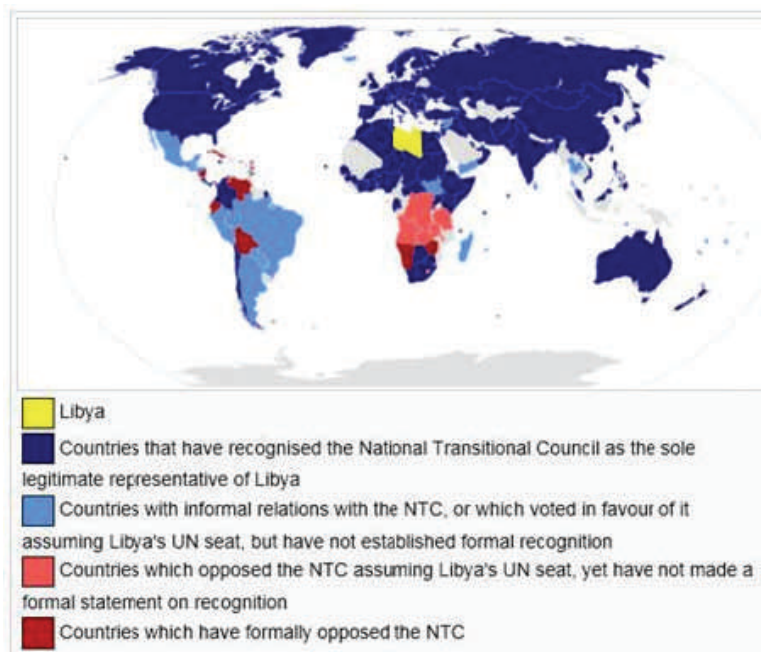 Libya
Countries that have recognised the National Transitional Council as the sole
legitimate representative of Libya
Countries with informal relations with the NTC, or which voted in favour of it
assuming Libya's UN seat, but have not established formal recognition
Countries which opposed the NTC assuming Libya's UN seat, yet have not made a
formal statement on recognition
Countries which have formally opposed the NTC